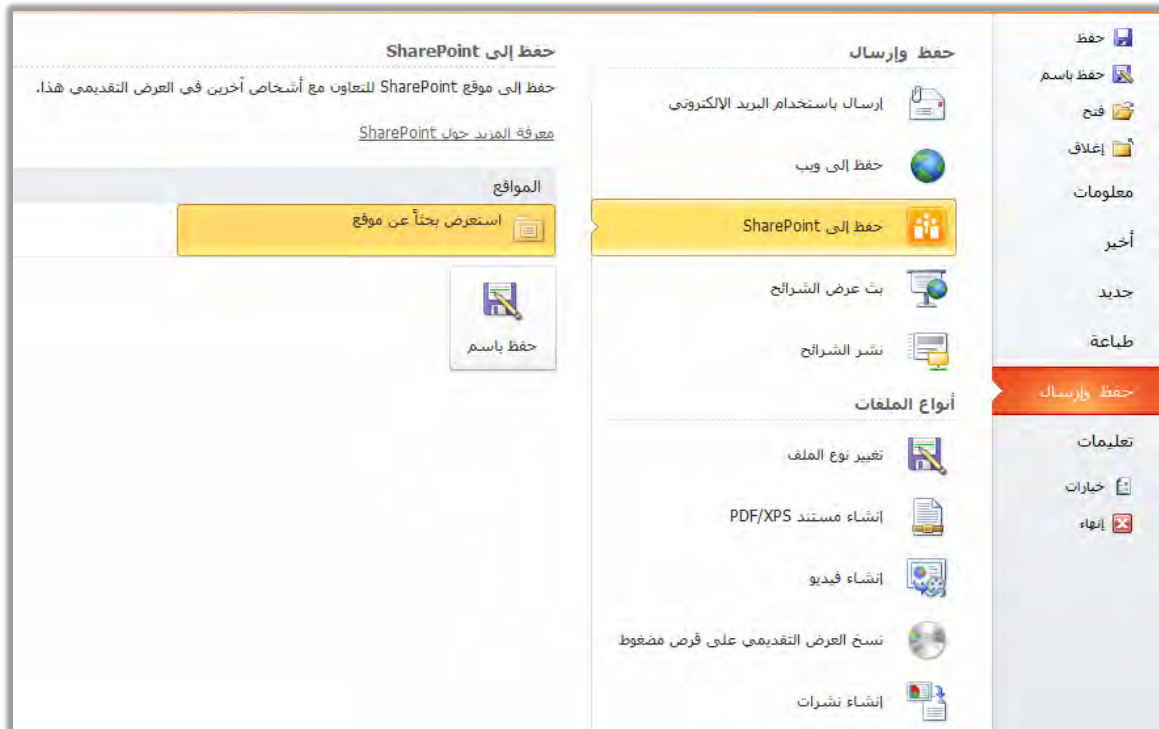 حفظ
حفظ باسم
فتح
إغلاق
معلومات
أخير
جديد
طباعة
حفظ وإرسال
تعليمات
خيارات
إنهاء
حفظ وإرسال
إرسال باستخدام البريد الإلكتروني
حفظ إلى ويب
حفظ إلى SharePoint
بث عرض الشرائح
نشر الشرائح
أنواع الملفات
تغيير نوع الملف
إنشاء مستند PDF/XPS
إنشاء فيديو
نسخ العرض التقديمي على قرص مضغوط
إنشاء نشرات
حفظ إلى SharePoint
حفظ إلى موقع SharePoint للتعاون مع أشخاص آخرين في العرض التقديمي هذا.
معرفة المزيد حول SharePoint
المواقع
استعرض بحثاً عن موقع
حفظ باسم